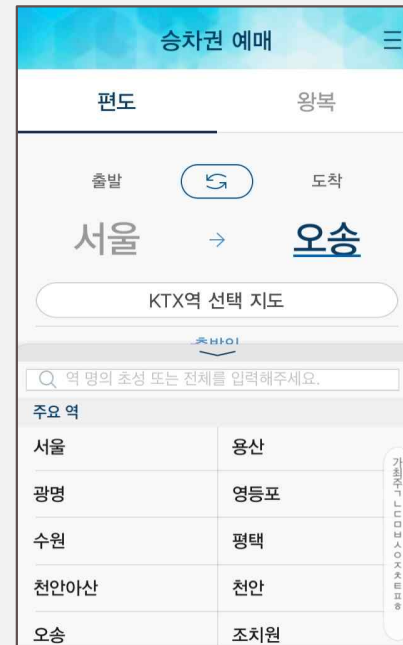 승차권 예매
편도 왕복
출발 도착
서울 → 오송
KTX역 선택 지도
출발일
역 명의 초성 또는 전체를 입력해주세요.
주요 역
서울 용산
광명 영등포
수원 평택
천안아산 천안
오송 조치원
가
최
주
ㄱ
ㄴ
ㄷ
ㅁ
ㅂ
ㅅ
ㅇ
ㅈ
ㅊ
ㅌ
ㅍ
ㅎ